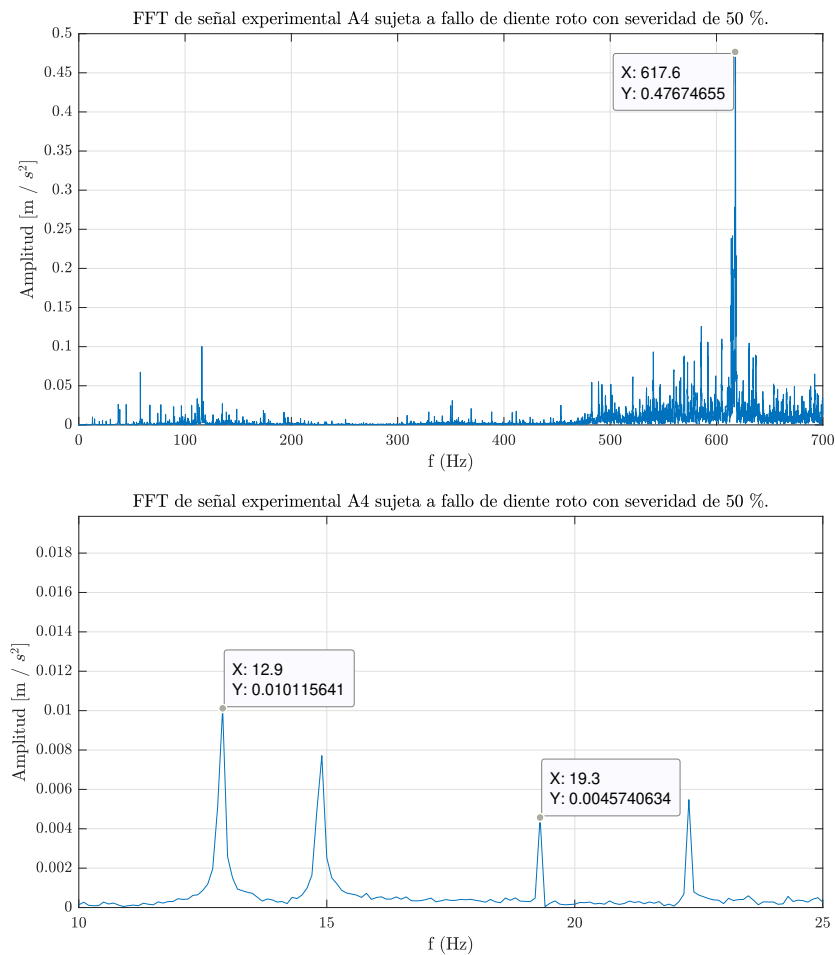 FFT de señal experimental A4 sujeta a fallo de diente roto con severidad de 50 %.
0.5
0.45
0.4
0.35
0.3
0.25
0.2
0.15
0.1
0.05
0
Amplitud [m / s²]
X: 617.6
Y: 0.47674655
0 100 200 300 400 500 600 700
f (Hz)
FFT de señal experimental A4 sujeta a fallo de diente roto con severidad de 50 %.
0.018
0.016
0.014
0.012
0.01
0.008
0.006
0.004
0.002
0
Amplitud [m / s²]
X: 12.9
Y: 0.010115641
X: 19.3
Y: 0.0045740634
10 15 20 25
f (Hz)